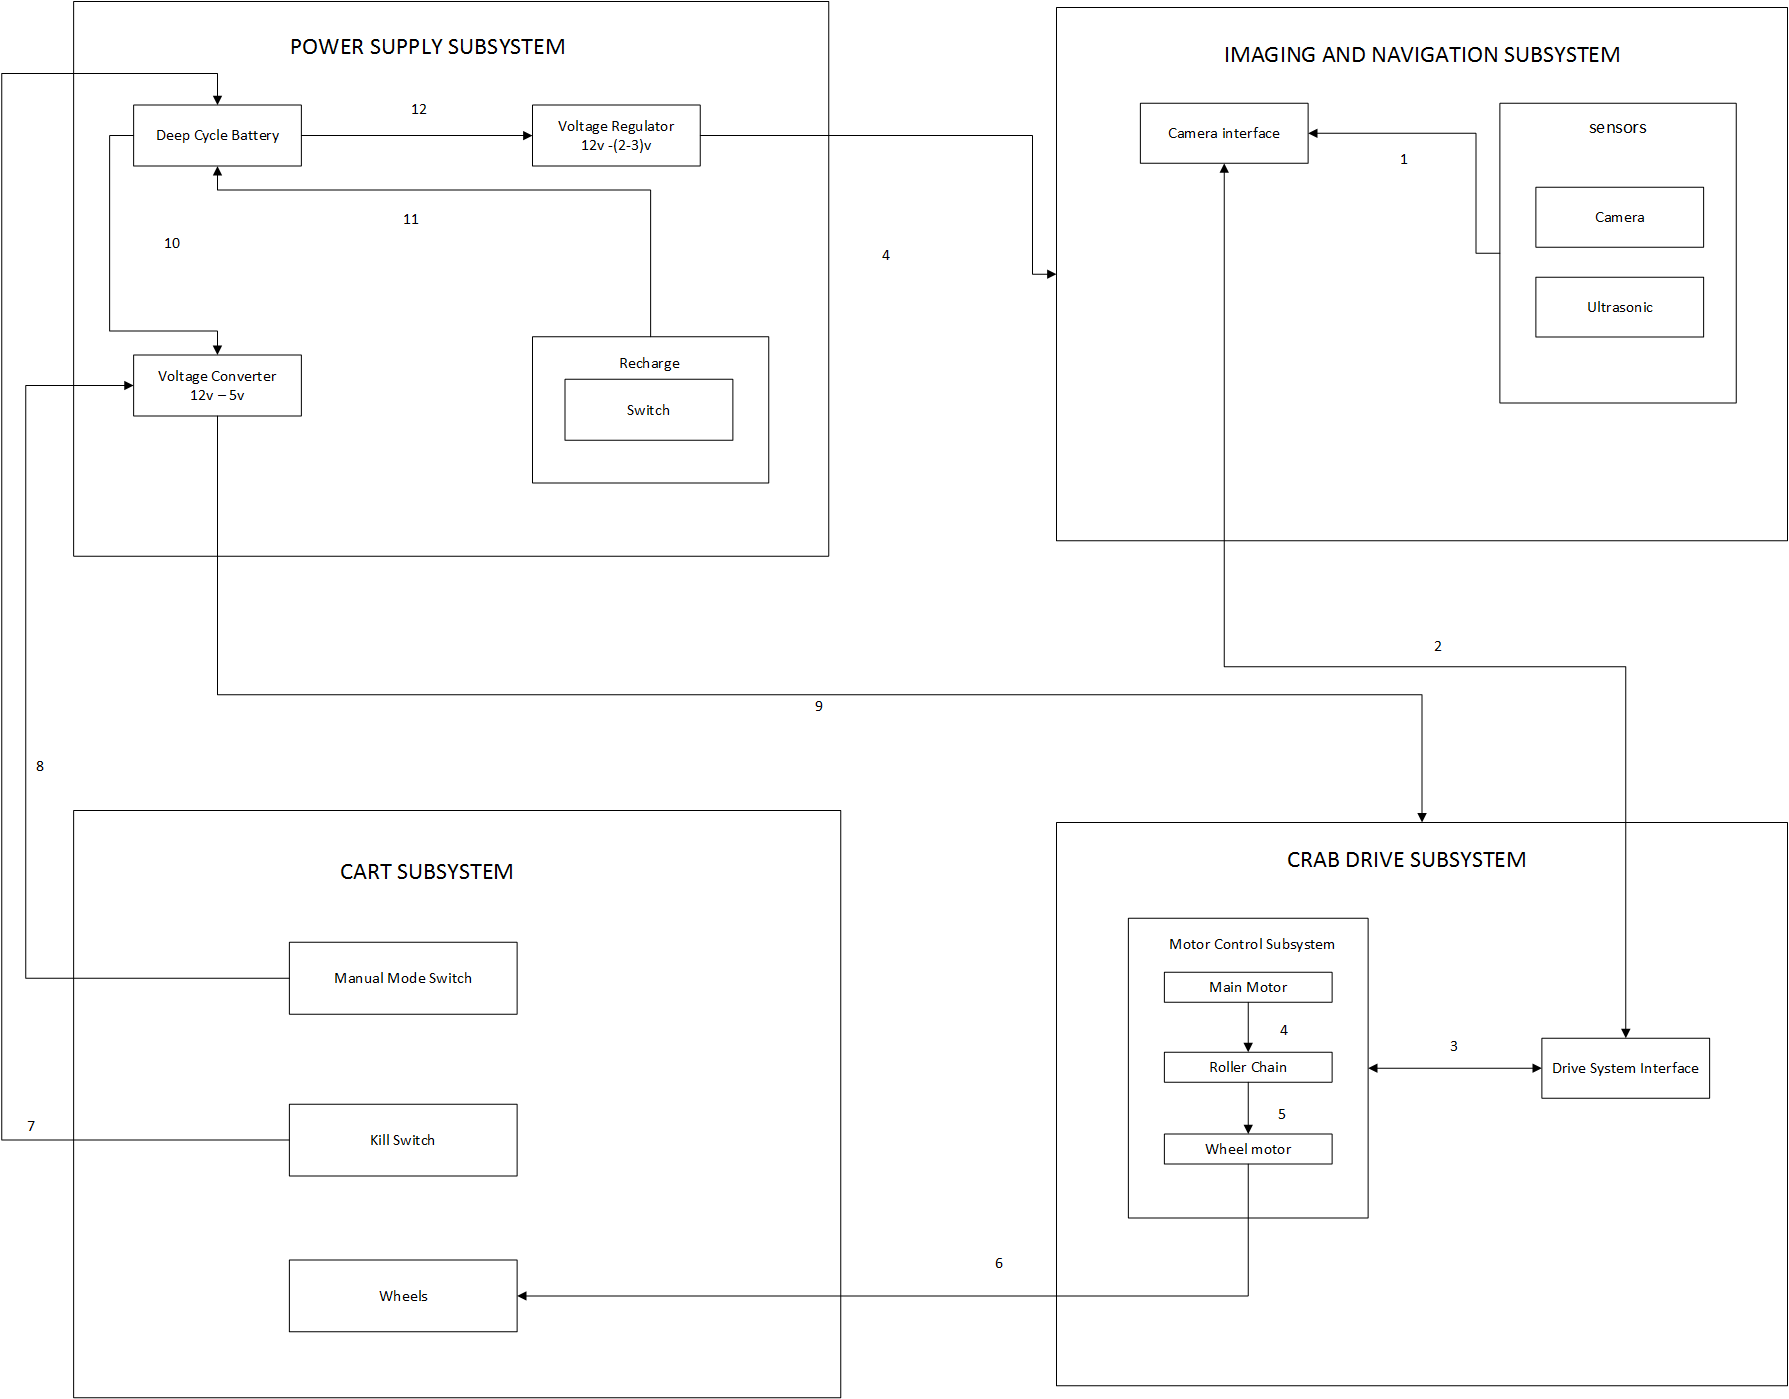 POWER SUPPLY SUBSYSTEM
Deep Cycle Battery
12
Voltage Regulator
12v -(2-3)v
11
10
4
Voltage Converter
12v – 5v
Recharge
Switch
IMAGING AND NAVIGATION SUBSYSTEM
Camera interface
1
sensors
Camera
Ultrasonic
2
9
8
7
CART SUBSYSTEM
Manual Mode Switch
Kill Switch
Wheels
6
CRAB DRIVE SUBSYSTEM
Motor Control Subsystem
Main Motor
4
Roller Chain
5
Wheel motor
3
Drive System Interface